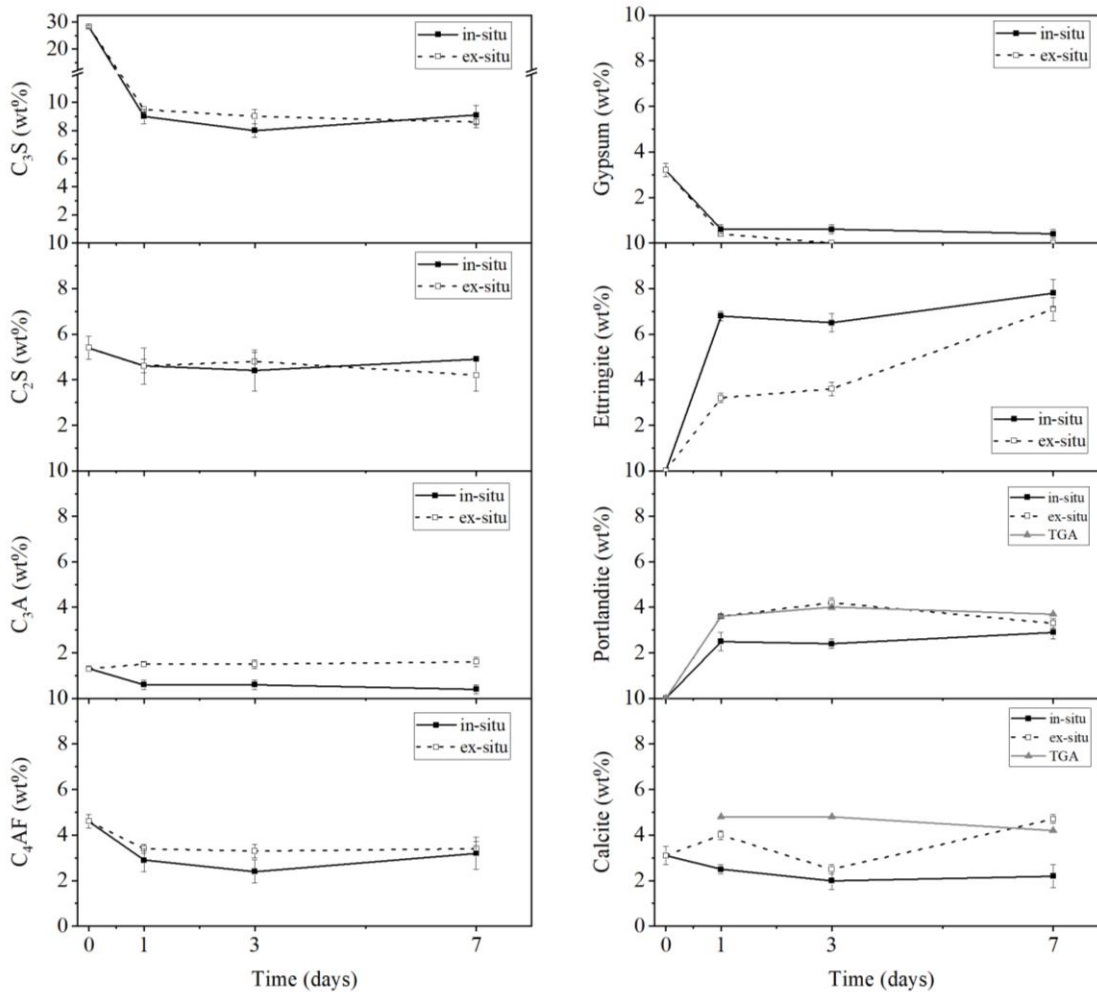 C₃S (wt%)
30
20
10
8
6
4
2
in-situ
ex-situ
C₂S (wt%)
10
8
6
4
2
in-situ
ex-situ
C₃A (wt%)
10
8
6
4
2
in-situ
ex-situ
C₄AF (wt%)
10
8
6
4
2
0
in-situ
ex-situ
0 1 3 7
Time (days)
Gypsum (wt%)
10
8
6
4
2
in-situ
ex-situ
Ettringite (wt%)
10
8
6
4
2
in-situ
ex-situ
Portlandite (wt%)
10
8
6
4
2
in-situ
ex-situ
TGA
Calcite (wt%)
10
8
6
4
2
0
in-situ
ex-situ
TGA
0 1 3 7
Time (days)